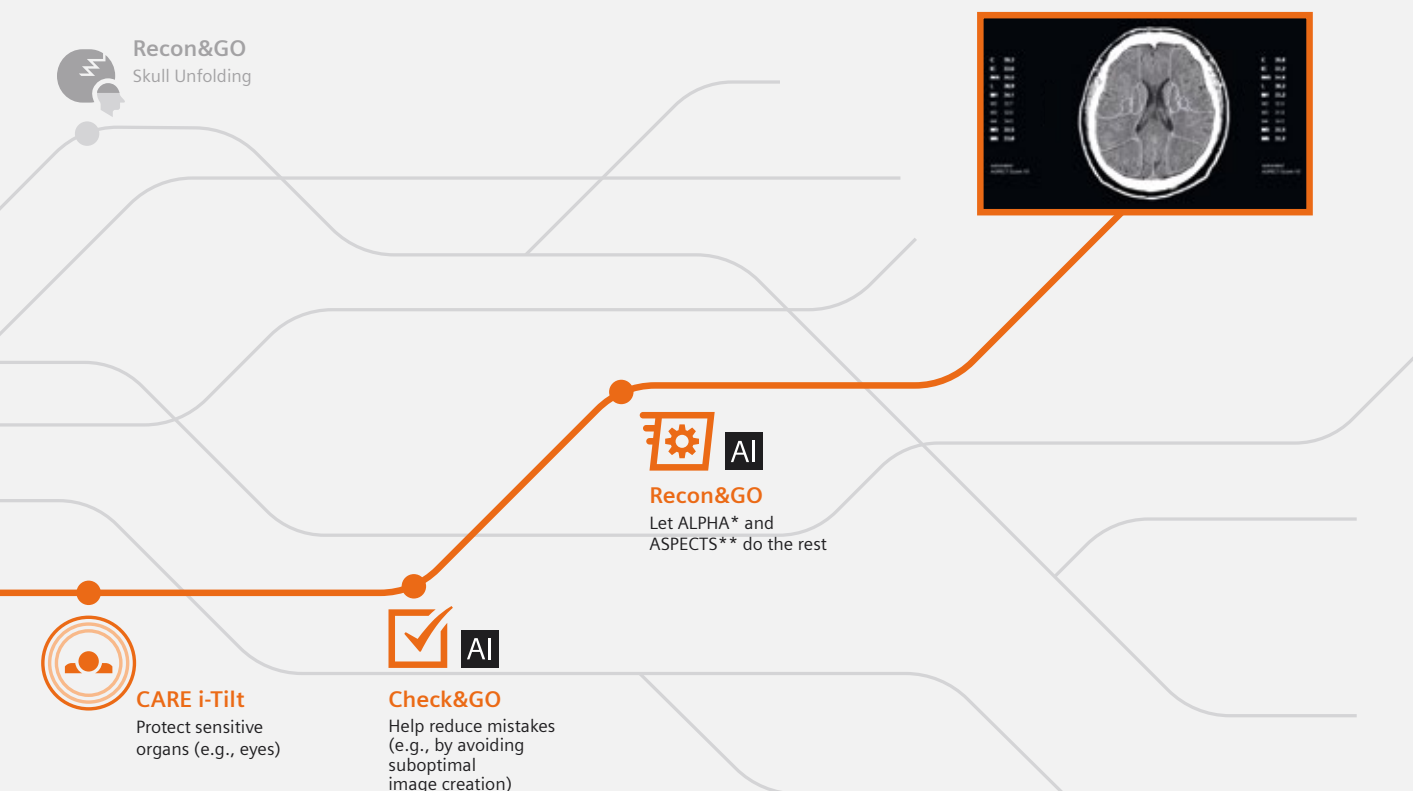 Recon&GO
Skull Unfolding
AI
Recon&GO
Let ALPHA* and
ASPECTS** do the rest
AI
CARE i-Tilt
Protect sensitive
organs (e.g., eyes)
Check&GO
Help reduce mistakes
(e.g., by avoiding
suboptimal
image creation)